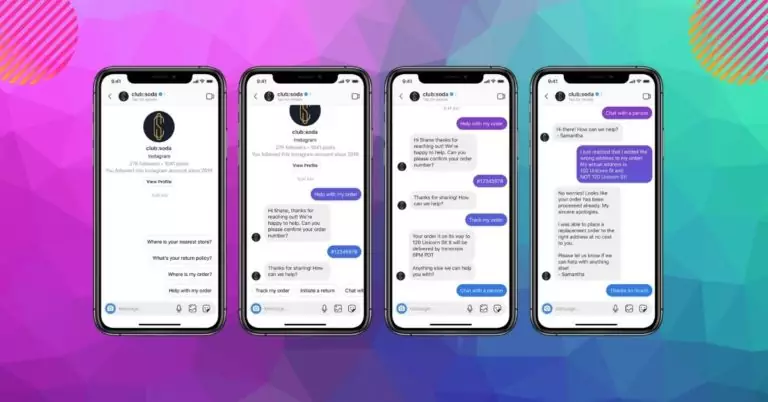 9:41
club:soda
club:soda
Instagram
27K followers · 1041 posts
You followed this Instagram account since 2019
View Profile
Where is your nearest store?
What's your return policy?
Where is my order?
Help with my order
Message...
9:41
club:soda
club:soda
Instagram
27K followers · 1041 posts
You followed this Instagram account since 2019
View Profile
Help with my order
Hi Shane, thanks for
reaching out! We're
happy to help. Can you
please confirm your order
number?
#12345678
Thanks for sharing! How
can we help?
Track my order
Initiate a return
Chat wi
Message...
9:41
club:soda
Help with my order
Hi Shane thanks for
reaching out! We're
happy to help. Can you
please confirm your order
number?
#12345678
Thanks for sharing! How
can we help?
Track my order
Your order it on its way to
120 Unicorn St! It will be
delivered by tomorrow
5PM PDT
Anything else we can help
you with?
Chat with a person
Message...
9:41
club:soda
Chat with a person
Hi there! How can we help?
- Samantha
I just realized that I added the
wrong address to my order!
My actual address is
120 Unicorn St and
NOT 120 Unicorn St!
No worries! Looks like
your order has been
processed already. My
sincere apologies.
I was able to place a
replacement order to the
right address at no cost
to you.
Please let us know if we
can help with anything
else!
- Samantha
Thanks so much
Message...